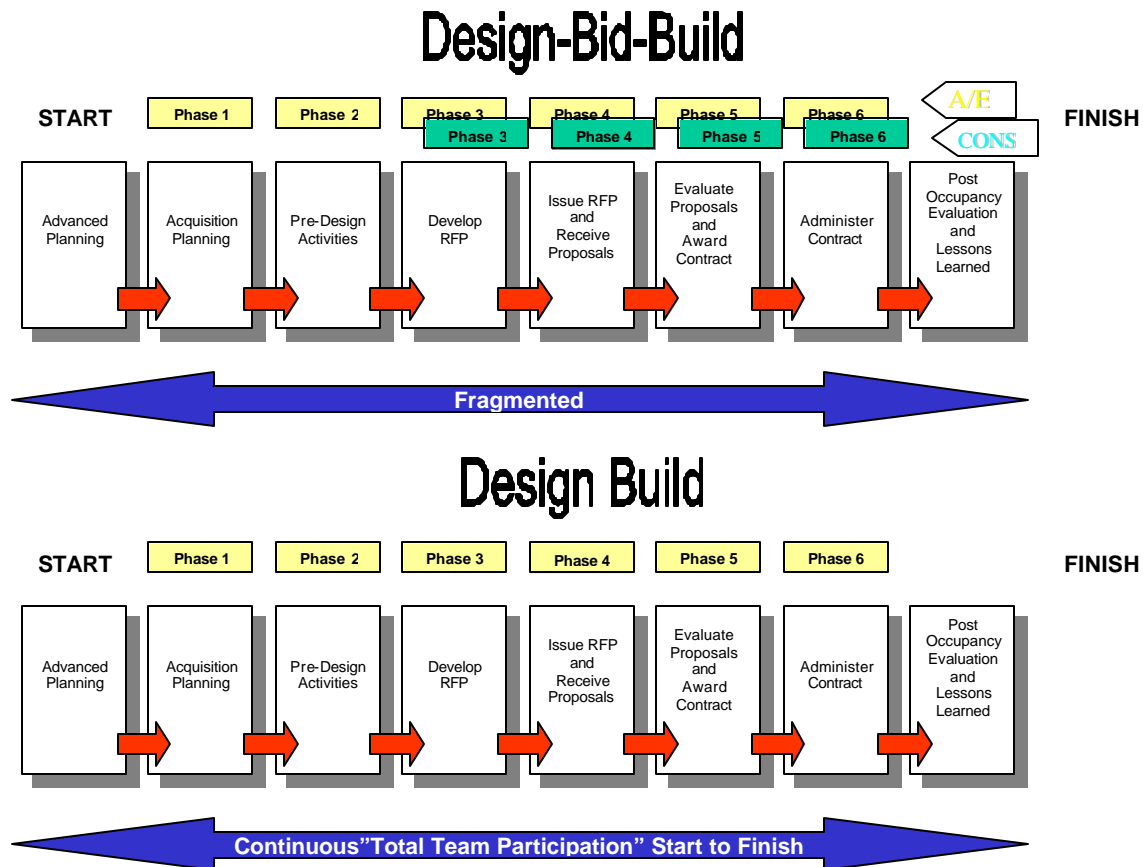 Design-Bid-Build
START
Phase 1
Phase 2
Phase 3
Phase 4
Phase 5
Phase 6
A/E
FINISH
Phase 3
Phase 4
Phase 5
Phase 6
CONS
Advanced
Planning
Acquisition
Planning
Pre-Design
Activities
Develop
RFP
Issue RFP
and
Receive
Proposals
Evaluate
Proposals
and
Award
Contract
Administer
Contract
Post
Occupancy
Evaluation
and
Lessons
Learned
Fragmented
Design Build
START
Phase 1
Phase 2
Phase 3
Phase 4
Phase 5
Phase 6
FINISH
Advanced
Planning
Acquisition
Planning
Pre-Design
Activities
Develop
RFP
Issue RFP
and
Receive
Proposals
Evaluate
Proposals
and
Award
Contract
Administer
Contract
Post
Occupancy
Evaluation
and
Lessons
Learned
Continuous”Total Team Participation” Start to Finish